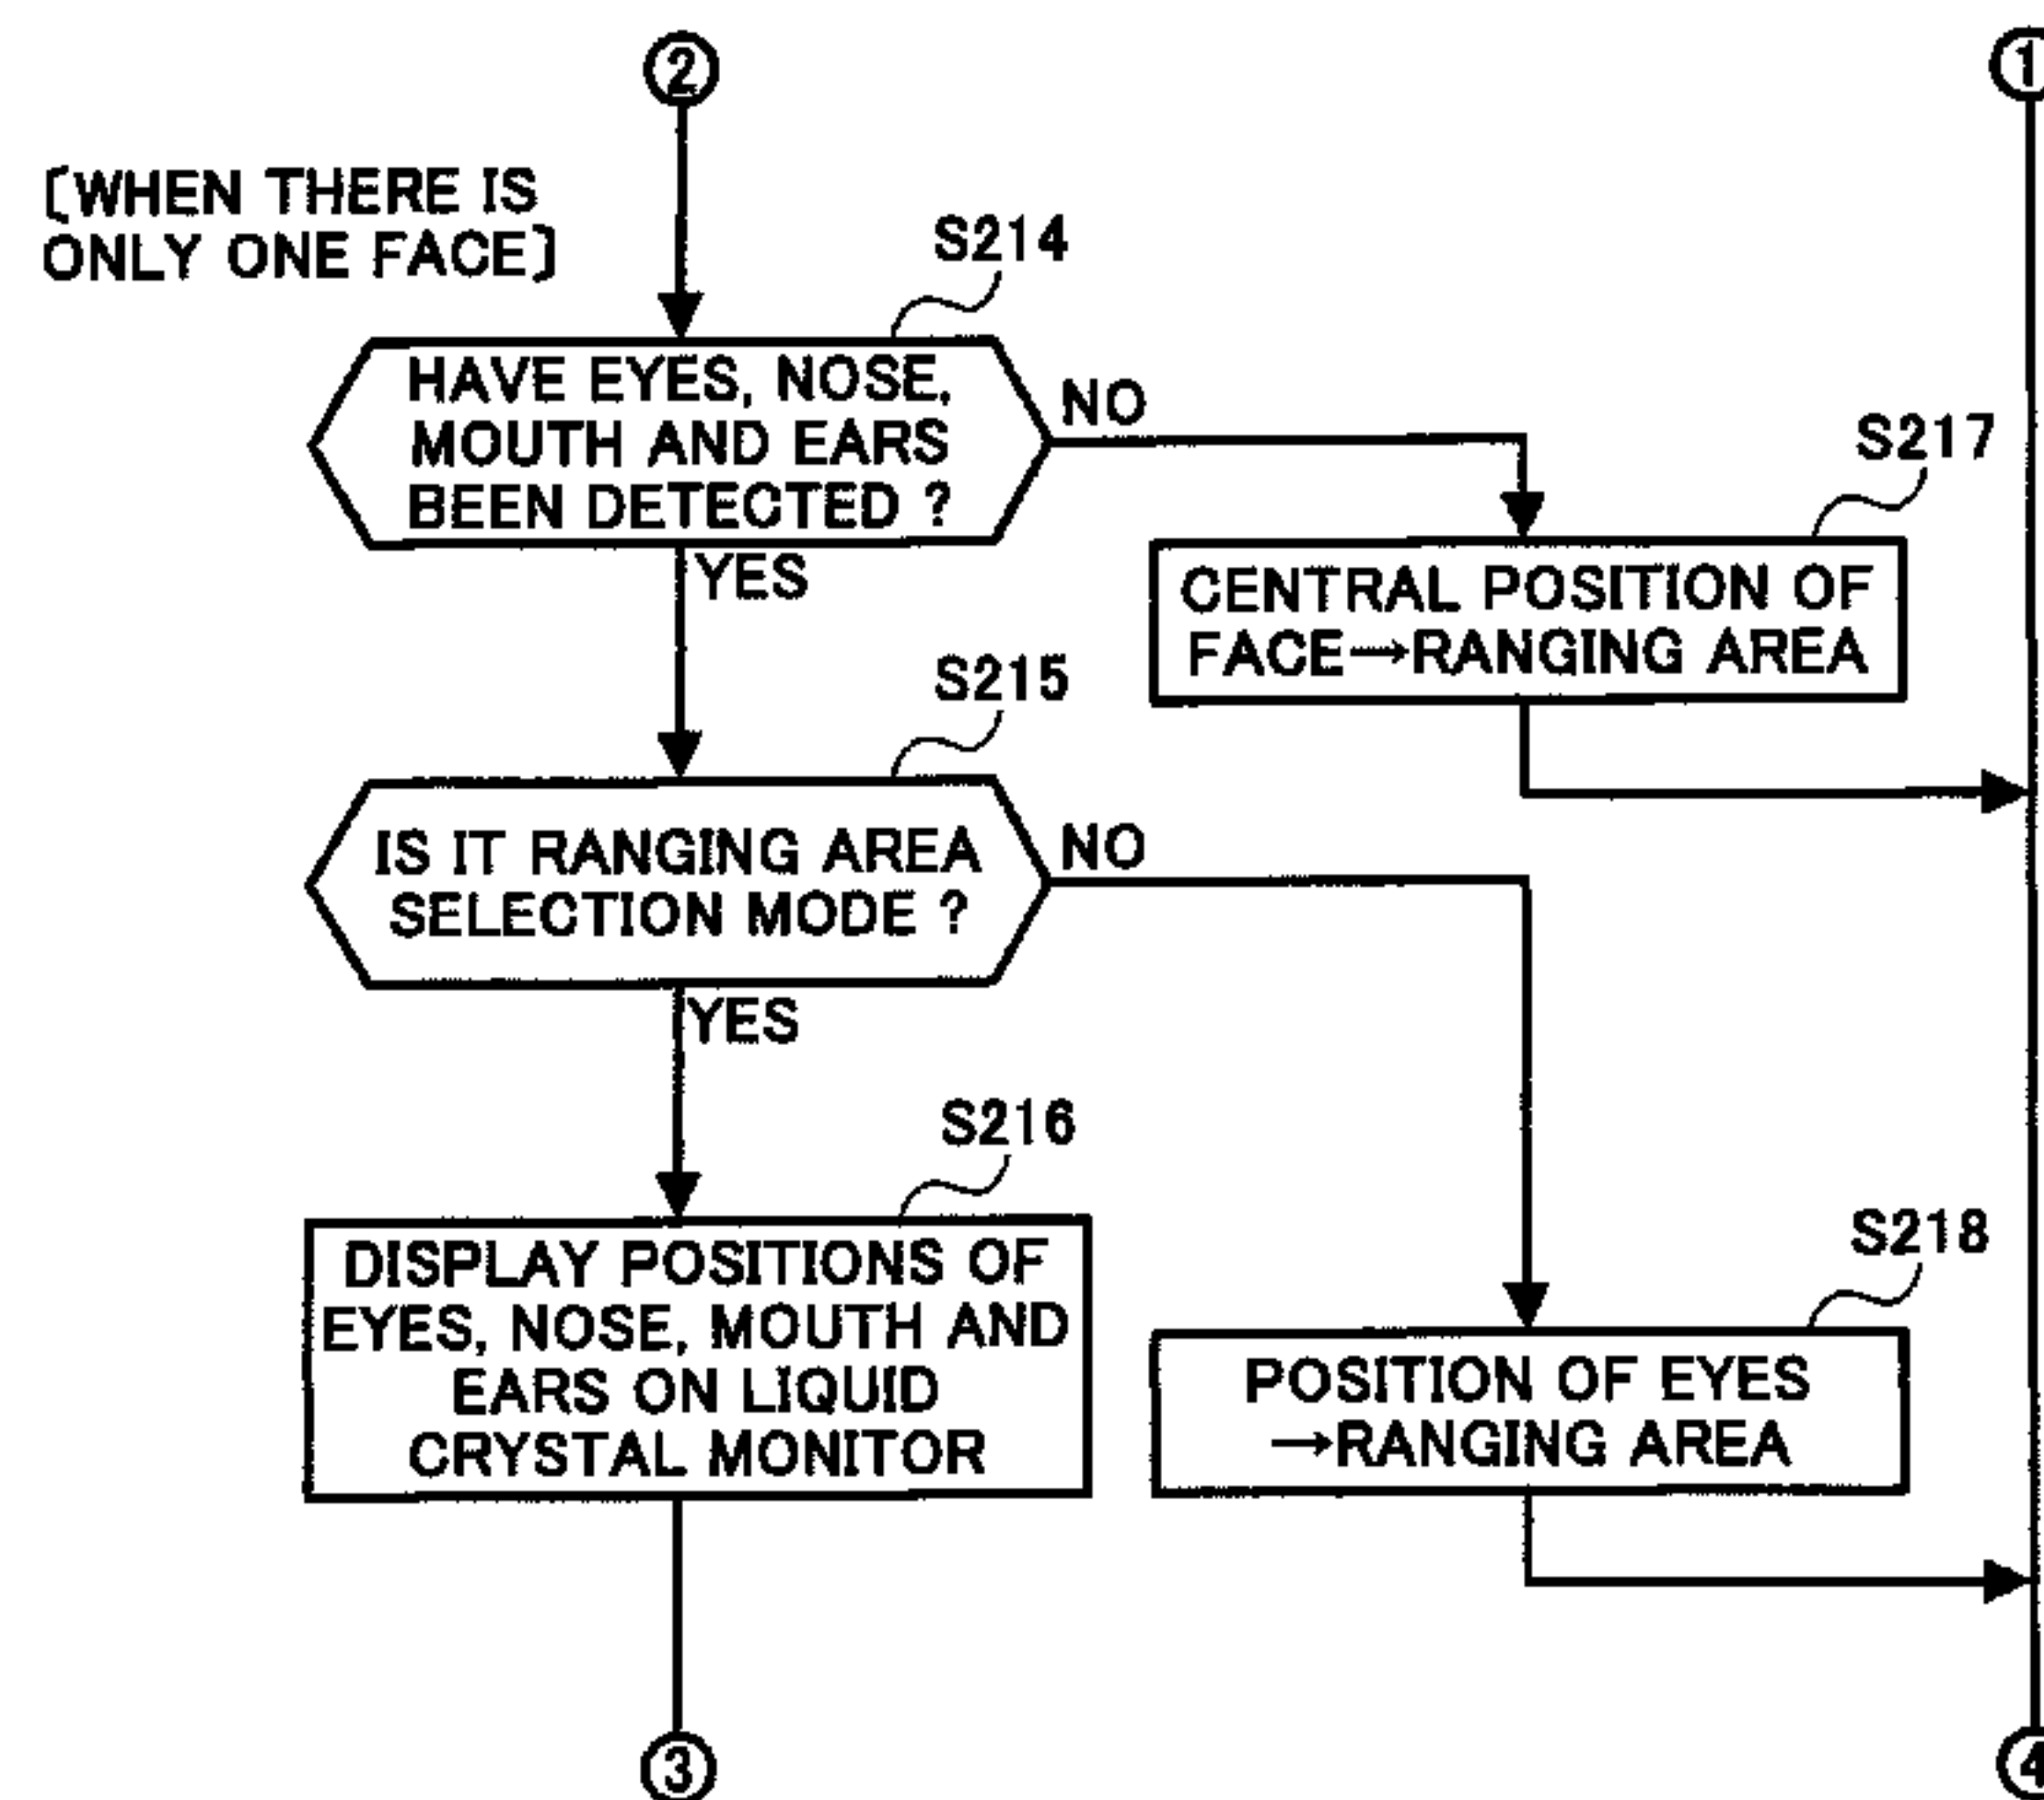 ②
①
[WHEN THERE IS
ONLY ONE FACE]
S214
HAVE EYES, NOSE,
MOUTH AND EARS
BEEN DETECTED ?
NO
YES
S217
CENTRAL POSITION OF
FACE→RANGING AREA
S215
IS IT RANGING AREA
SELECTION MODE ?
NO
YES
S216
DISPLAY POSITIONS OF
EYES, NOSE, MOUTH AND
EARS ON LIQUID
CRYSTAL MONITOR
S218
POSITION OF EYES
→RANGING AREA
③
④